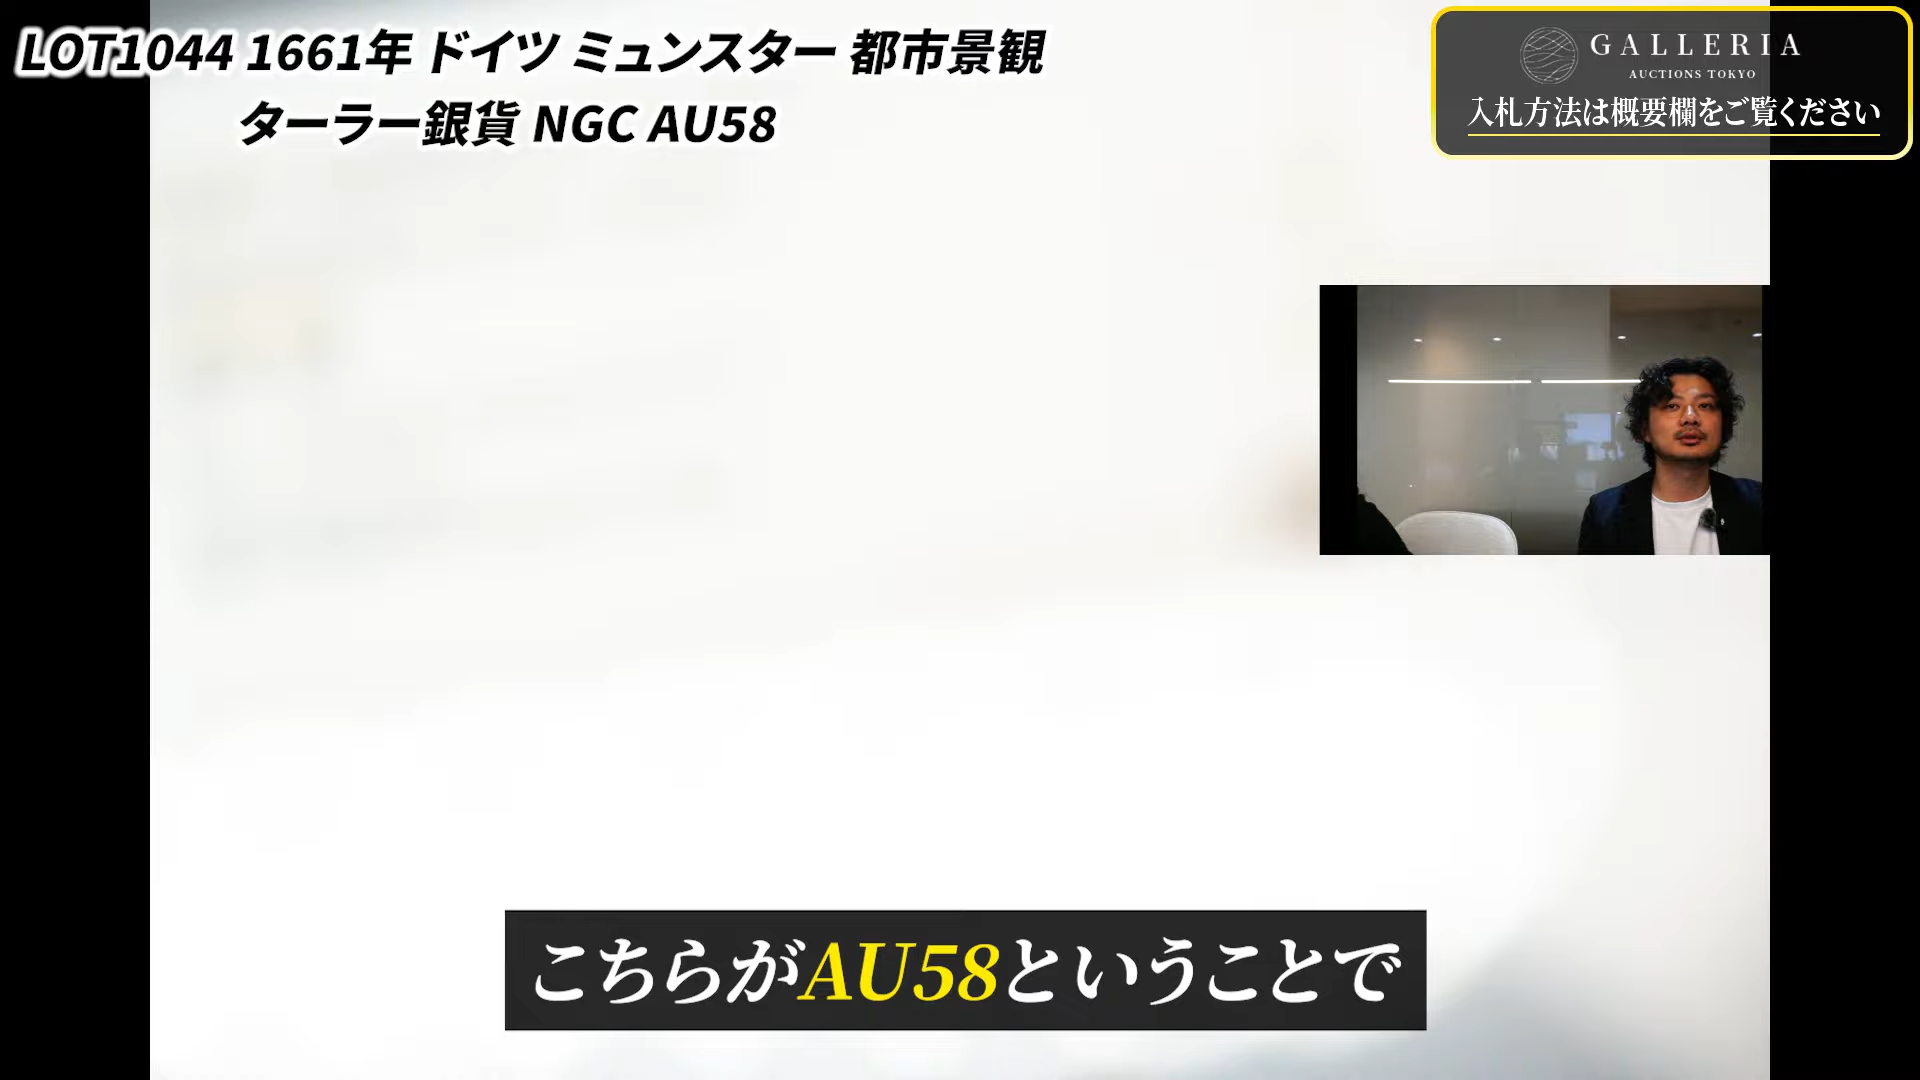 LOT1044 1661年 ドイツ ミュンスター 都市景観
ターラー銀貨 NGC AU58
GALLERIA
AUCTIONS TOKYO
入札方法は概要欄をご覧ください
こちらがAU58ということで